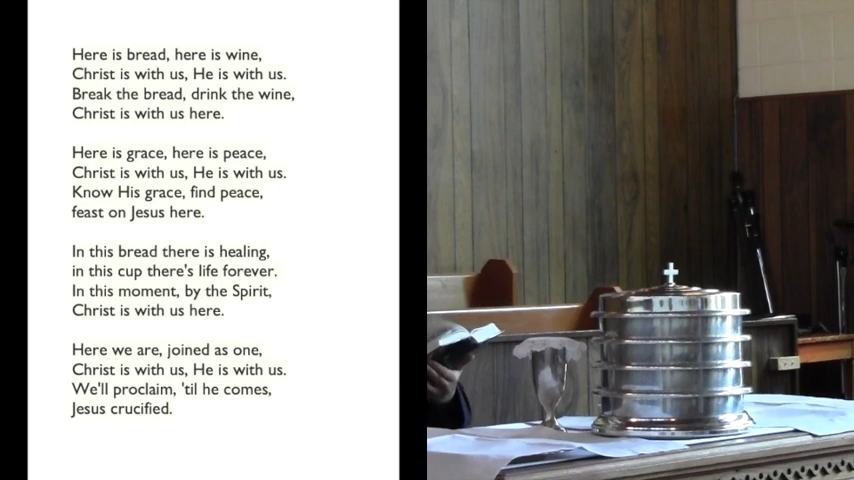 Here is bread, here is wine,
Christ is with us, He is with us.
Break the bread, drink the wine,
Christ is with us here.
Here is grace, here is peace,
Christ is with us, He is with us.
Know His grace, find peace,
feast on Jesus here.
In this bread there is healing,
in this cup there's life forever.
In this moment, by the Spirit,
Christ is with us here.
Here we are, joined as one,
Christ is with us, He is with us.
We'll proclaim, 'til he comes,
Jesus crucified.